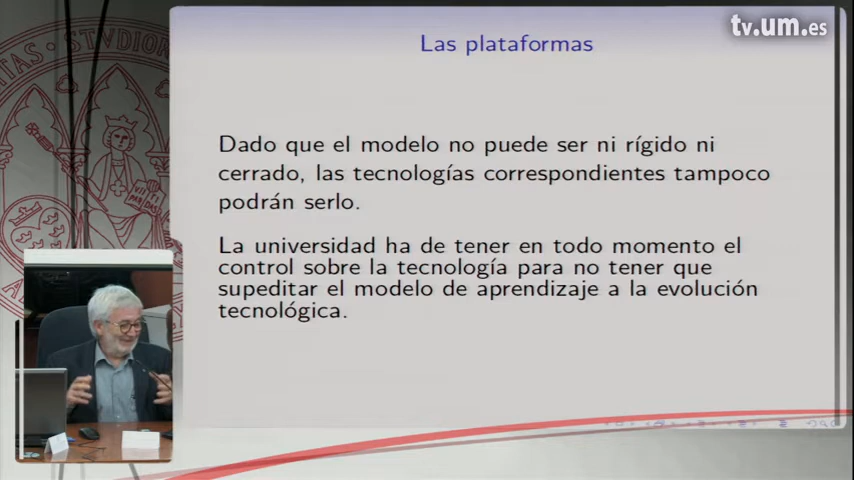 tv.um.es
Las plataformas
Dado que el modelo no puede ser ni rígido ni
cerrado, las tecnologías correspondientes tampoco
podrán serlo.
La universidad ha de tener en todo momento el
control sobre la tecnología para no tener que
supeditar el modelo de aprendizaje a la evolución
tecnológica.